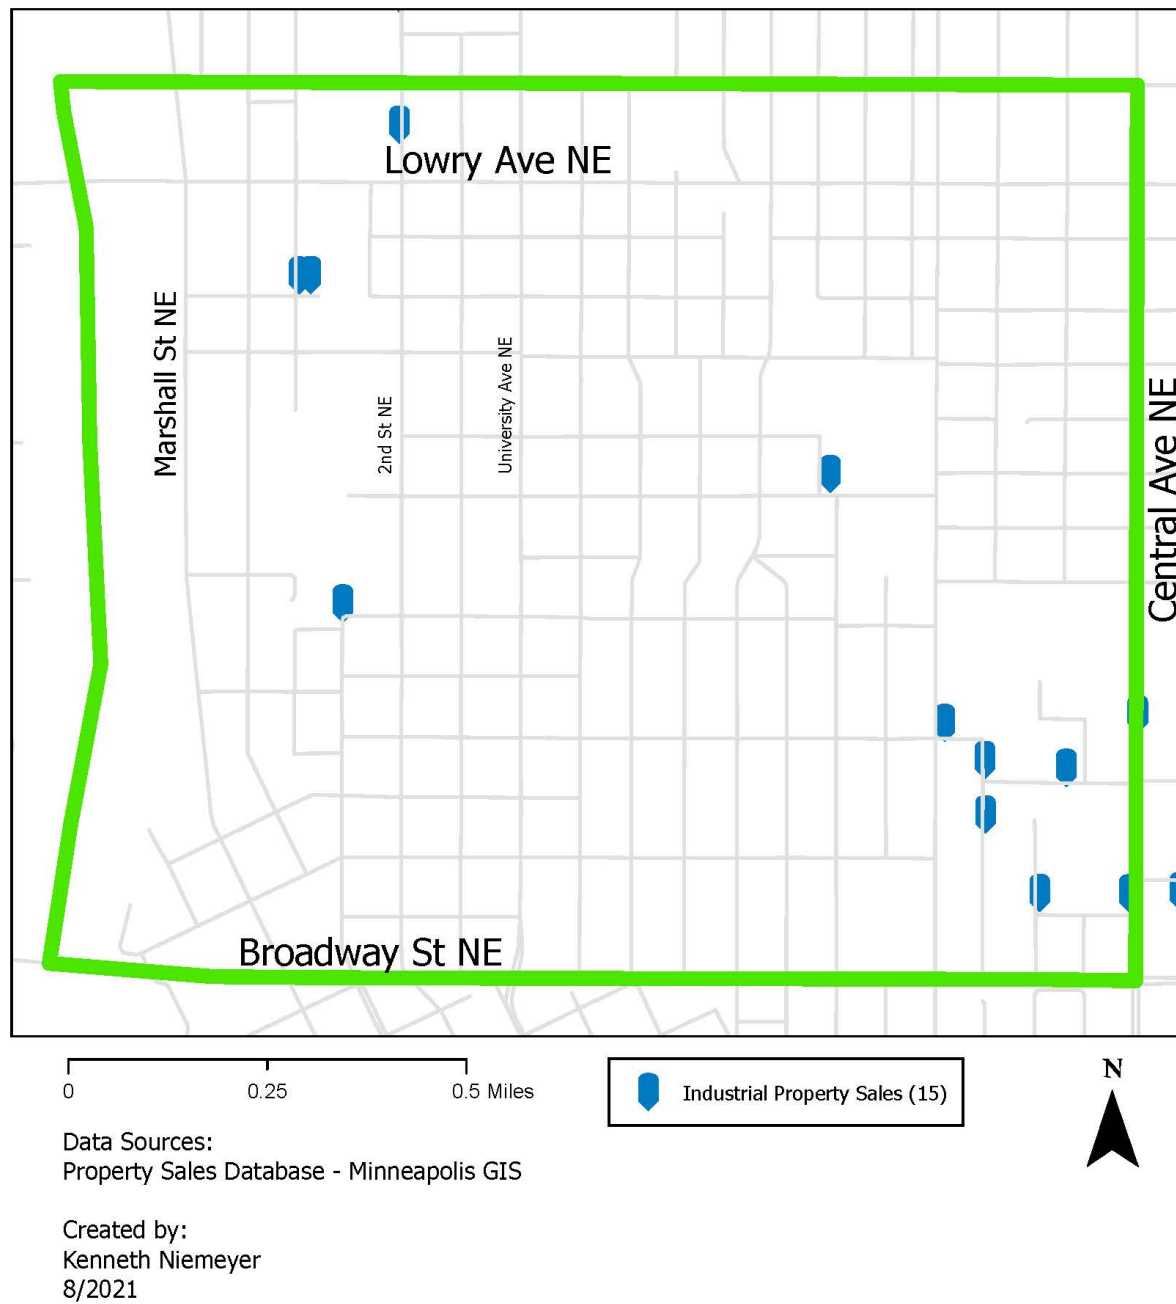 Lowry Ave NE
Marshall St NE
2nd St NE
University Ave NE
Central Ave NE
Broadway St NE
0
0.25
0.5 Miles
Industrial Property Sales (15)
N
Data Sources:
Property Sales Database - Minneapolis GIS
Created by:
Kenneth Niemeyer
8/2021